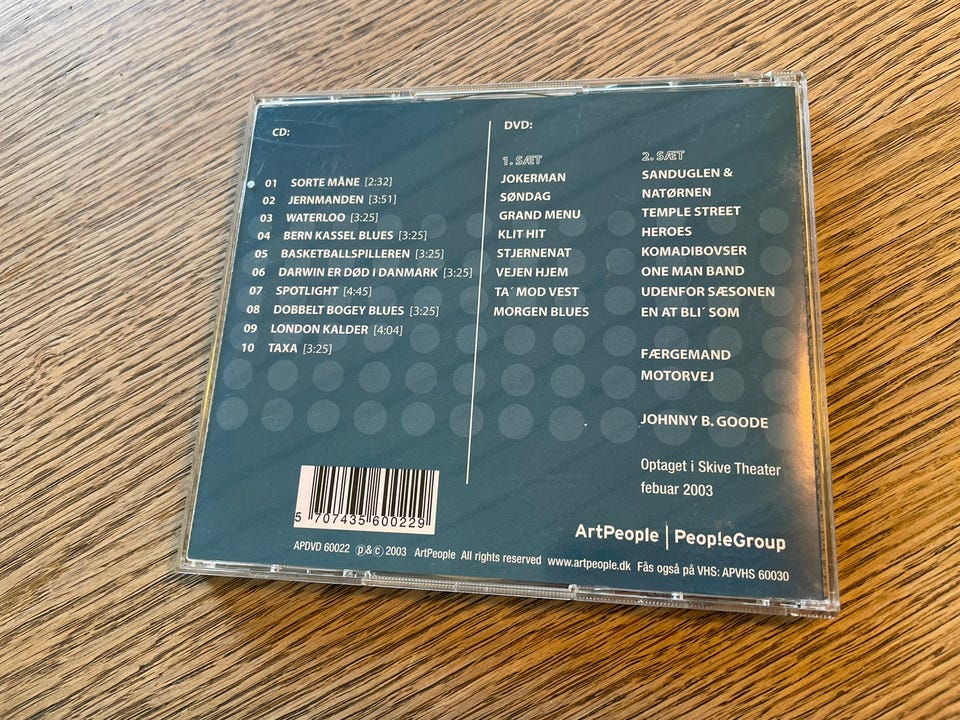 CD:
01 SORTE MÅNE [2:32]
02 JERNMANDEN [3:51]
03 WATERLOO [3:25]
04 BERN KASSEL BLUES [3:25]
05 BASKETBALLSPILLEREN [3:25]
06 DARWIN ER DØD I DANMARK [3:25]
07 SPOTLIGHT [4:45]
08 DOBBELT BOGEY BLUES [3:25]
09 LONDON KALDER [4:04]
10 TAXA [3:25]
DVD:
1. SÆT
JOKERMAN
SØNDAG
GRAND MENU
KLIT HIT
STJERNENAT
VEJEN HJEM
TA´ MOD VEST
MORGEN BLUES
2. SÆT
SANDUGLEN &
NATØRNEN
TEMPLE STREET
HEROES
KOMADIBOVSER
ONE MAN BAND
UDENFOR SÆSONEN
EN AT BLI´ SOM
FÆRGEMAND
MOTORVEJ
JOHNNY B. GOODE
Optaget i Skive Theater
febuar 2003
5 707435 600229
ArtPeople | PeopleGroup
APDVD 60022 ℗&© 2003 ArtPeople All rights reserved www.artpeople.dk Fås også på VHS: APVHS 60030